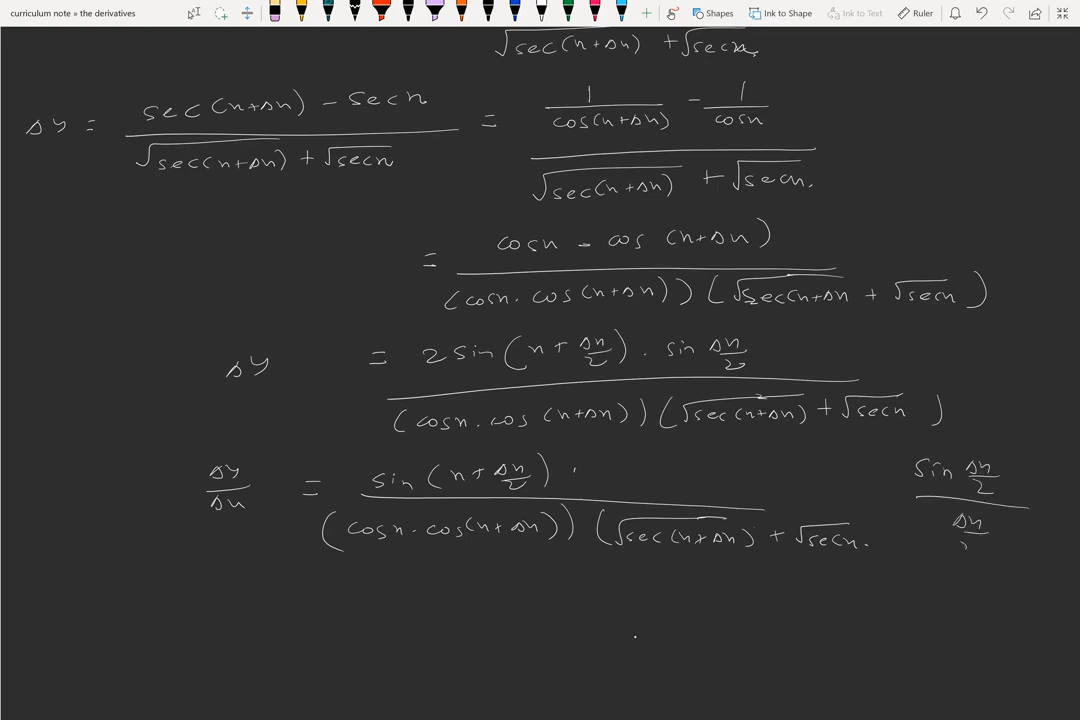 curriculum note » the derivatives
Shapes Ink to Shape Ink to Text Ruler
√sec(x+Δx) + √secx
Δy = sec(x+Δx) - secx / √sec(x+Δx) + √secx = 1/cos(x+Δx) - 1/cosx / √sec(x+Δx) + √secx.
= cosx - cos(x+Δx) / (cosx. cos(x+Δx)) (√sec(x+Δx + √secx)
Δy = 2 sin(x + Δx/2) . sin Δx/2 / (cosx. cos(x+Δx)) (√sec(x+Δx) + √secx)
Δy/Δx = sin(x + Δx/2) . / (cosx. cos(x+Δx)) (√sec(x+Δx) + √secx. sin Δx/2 / Δx/2